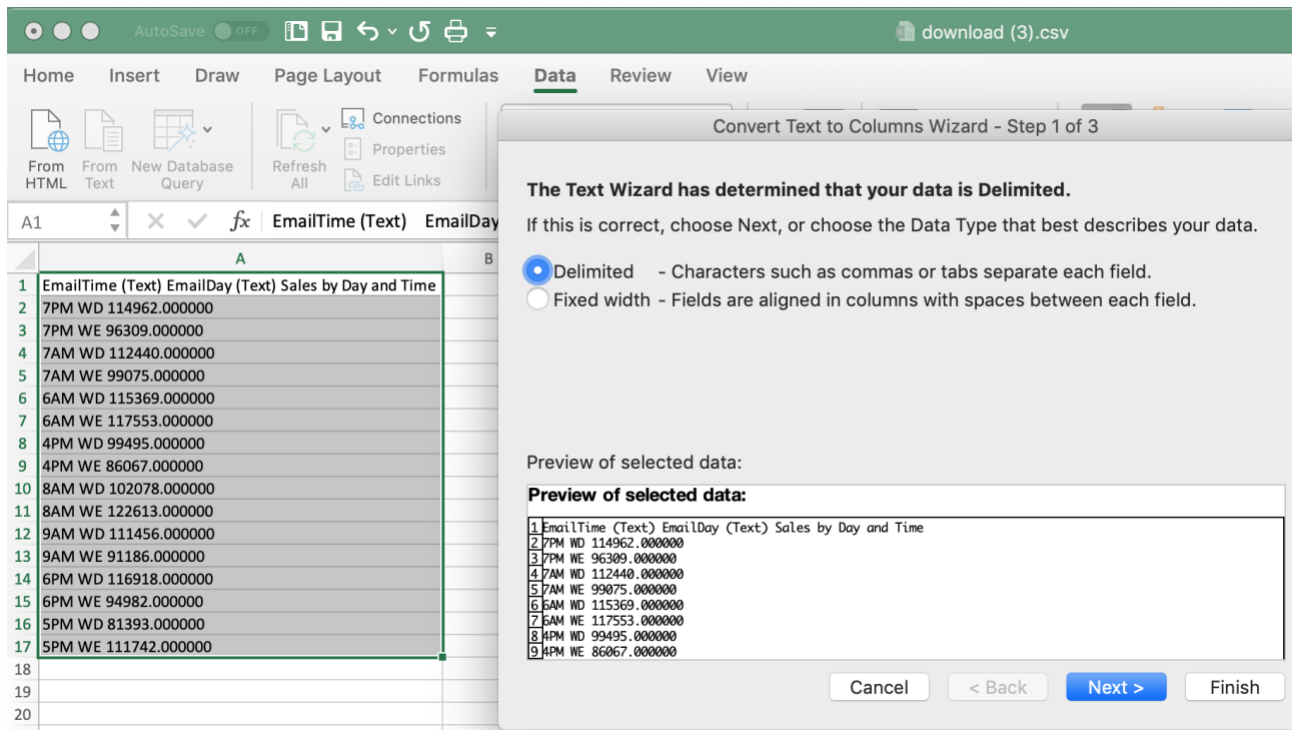 AutoSave OFF download (3).csv
Home Insert Draw Page Layout Formulas Data Review View
From HTML
From Text
New Database Query
Refresh All
Connections
Properties
Edit Links
A1 fx EmailTime (Text) EmailDay
A B
1 EmailTime (Text) EmailDay (Text) Sales by Day and Time
2 7PM WD 114962.000000
3 7PM WE 96309.000000
4 7AM WD 112440.000000
5 7AM WE 99075.000000
6 6AM WD 115369.000000
7 6AM WE 117553.000000
8 4PM WD 99495.000000
9 4PM WE 86067.000000
10 8AM WD 102078.000000
11 8AM WE 122613.000000
12 9AM WD 111456.000000
13 9AM WE 91186.000000
14 6PM WD 116918.000000
15 6PM WE 94982.000000
16 5PM WD 81393.000000
17 5PM WE 111742.000000
18
19
20
Convert Text to Columns Wizard - Step 1 of 3
The Text Wizard has determined that your data is Delimited.
If this is correct, choose Next, or choose the Data Type that best describes your data.
Delimited - Characters such as commas or tabs separate each field.
Fixed width - Fields are aligned in columns with spaces between each field.
Preview of selected data:
Preview of selected data:
1 EmailTime (Text) EmailDay (Text) Sales by Day and Time
2 7PM WD 114962.000000
3 7PM WE 96309.000000
4 7AM WD 112440.000000
5 7AM WE 99075.000000
6 6AM WD 115369.000000
7 6AM WE 117553.000000
8 4PM WD 99495.000000
9 4PM WE 86067.000000
Cancel < Back Next > Finish